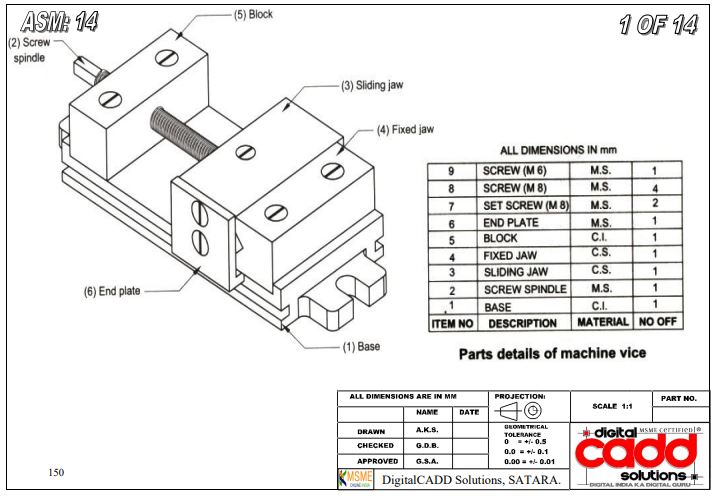 ASM: 14
1 OF 14
(5) Block
(2) Screw
spindle
(3) Sliding jaw
(4) Fixed jaw
(6) End plate
(1) Base
ALL DIMENSIONS IN mm
9 SCREW (M 6) M.S. 1
8 SCREW (M 8) M.S. 4
7 SET SCREW (M 8) M.S. 2
6 END PLATE M.S. 1
5 BLOCK C.I. 1
4 FIXED JAW C.S. 1
3 SLIDING JAW C.S. 1
2 SCREW SPINDLE M.S. 1
1 BASE C.I. 1
ITEM NO DESCRIPTION MATERIAL NO OFF
Parts details of machine vice
ALL DIMENSIONS ARE IN MM
NAME DATE
DRAWN A.K.S.
CHECKED G.D.B.
APPROVED G.S.A.
PROJECTION:
GEOMETRICAL
TOLERANCE
0 = +/- 0.5
0.0 = +/- 0.1
0.00 = +/- 0.01
SCALE 1:1
PART NO.
digital MSME CERTIFIED ®
cadd
solutions
DIGITAL INDIA KA DIGITAL GURU
MSME
ONLINE INDIA
DigitalCADD Solutions, SATARA.
150